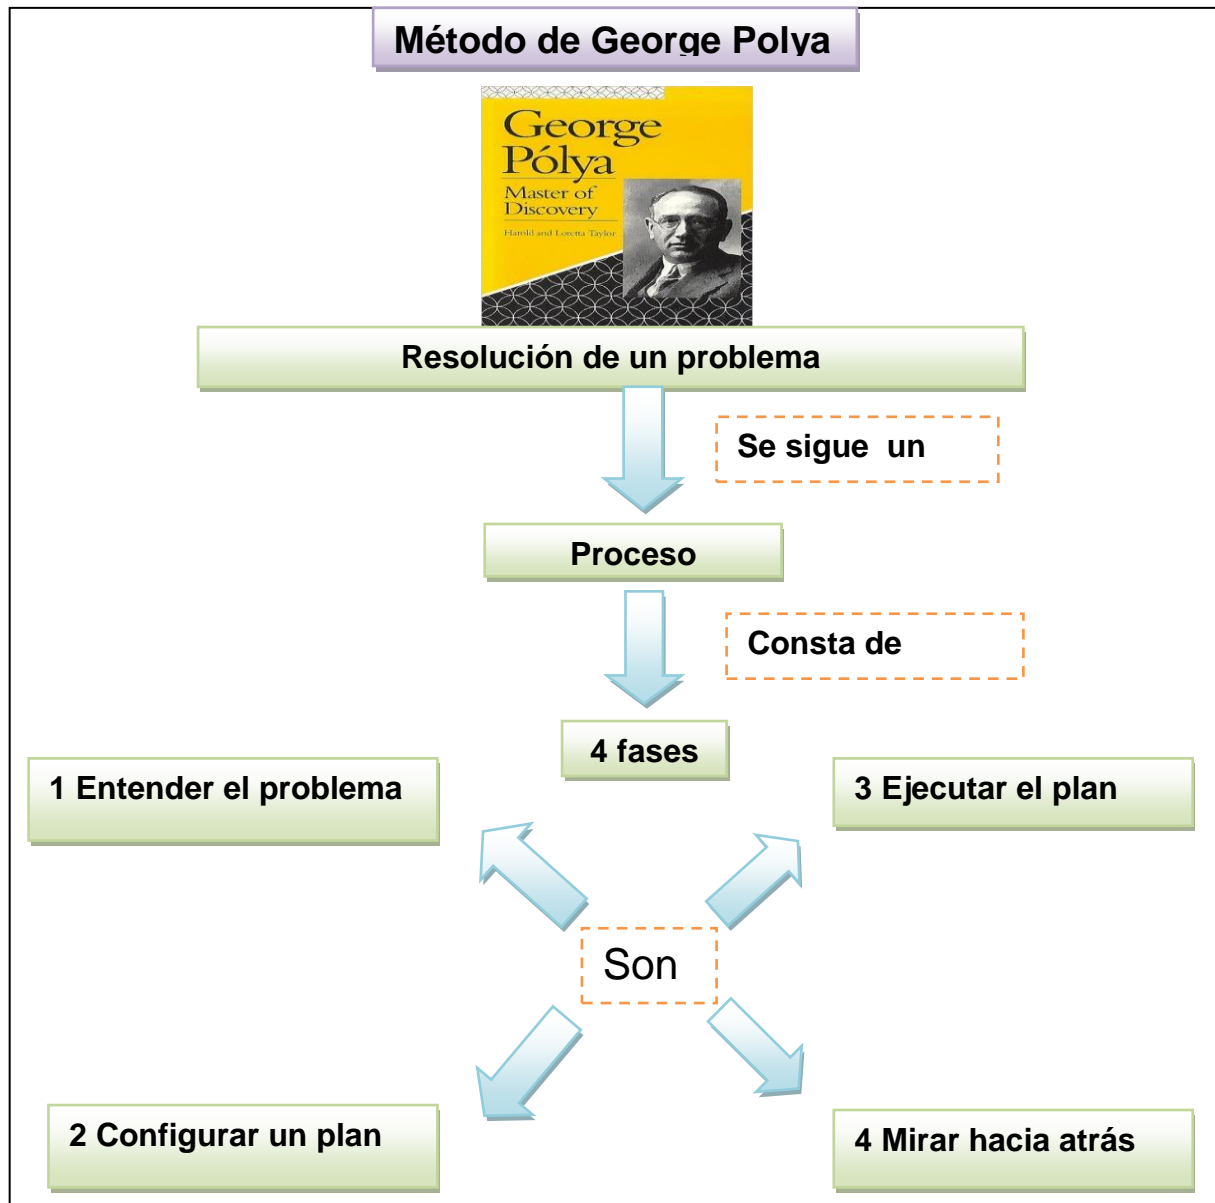 Método de George Polya
George
Pólya
Master of
Discovery
Harold and Loretta Taylor
Resolución de un problema
Se sigue un
Proceso
Consta de
4 fases
1 Entender el problema
3 Ejecutar el plan
Son
2 Configurar un plan
4 Mirar hacia atrás